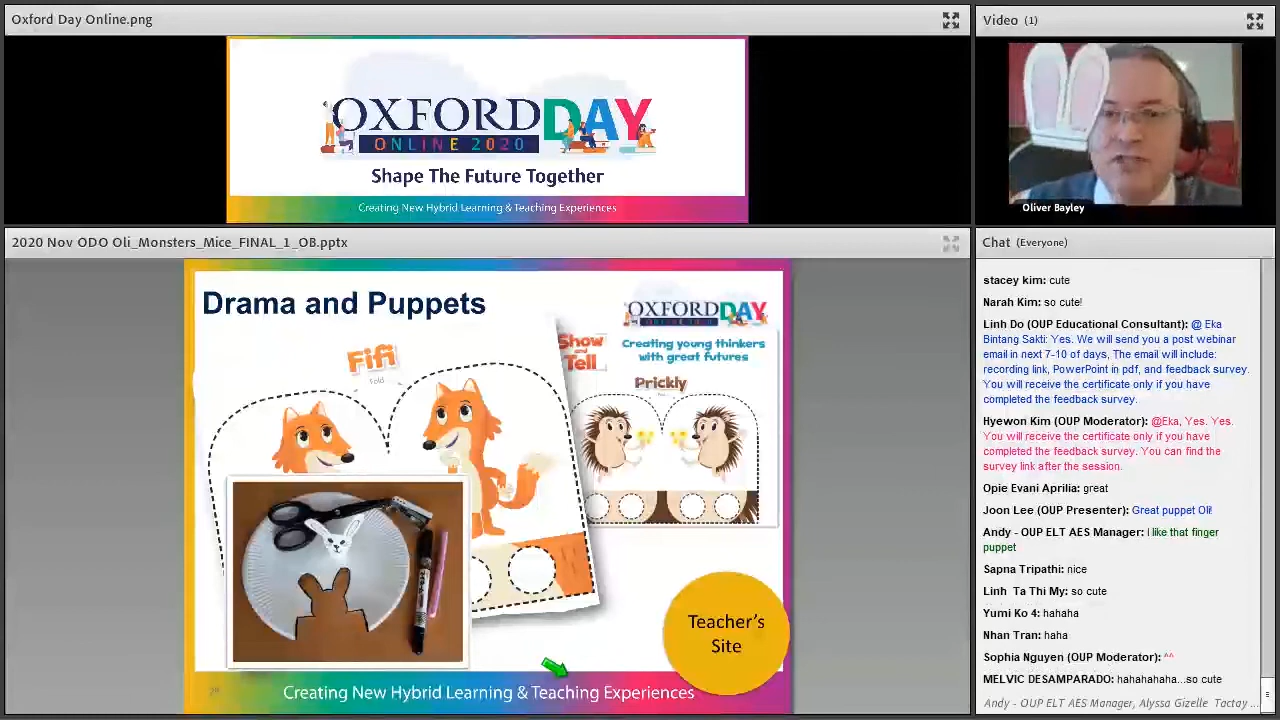 Oxford Day Online.png
OXFORD DAY
ONLINE 2020
Shape The Future Together
Creating New Hybrid Learning & Teaching Experiences
Video (1)
Oliver Bayley
2020 Nov ODO Oli_Monsters_Mice_FINAL_1_OB.pptx
Drama and Puppets
OXFORD DAY
Fifi
Fold
Show
and
Tell
Creating young thinkers
with great futures
Prickly
Teacher's
Site
Creating New Hybrid Learning & Teaching Experiences
Chat (Everyone)
stacey kim: cute
Narah Kim: so cute!
Linh Do (OUP Educational Consultant): @ Eka
Bintang Sakti: Yes. We will send you a post webinar
email in next 7-10 of days, The email will include:
recording link, PowerPoint in pdf, and feedback survey.
You will receive the certificate only if you have
completed the feedback survey.
Hyewon Kim (OUP Moderator): @Eka, Yes. Yes.
You will receive the certificate only if you have
completed the feedback survey. You can find the
survey link after the session.
Opie Evani Aprilia: great
Joon Lee (OUP Presenter): Great puppet Oli!
Andy - OUP ELT AES Manager: I like that finger
puppet
Sapna Tripathi: nice
Linh Ta Thi My: so cute
Yumi Ko 4: hahaha
Nhan Tran: haha
Sophia Nguyen (OUP Moderator): ^^
MELVIC DESAMPARADO: hahahahaha...so cute
Andy - OUP ELT AES Manager, Alyssa Gizelle Tactay ...